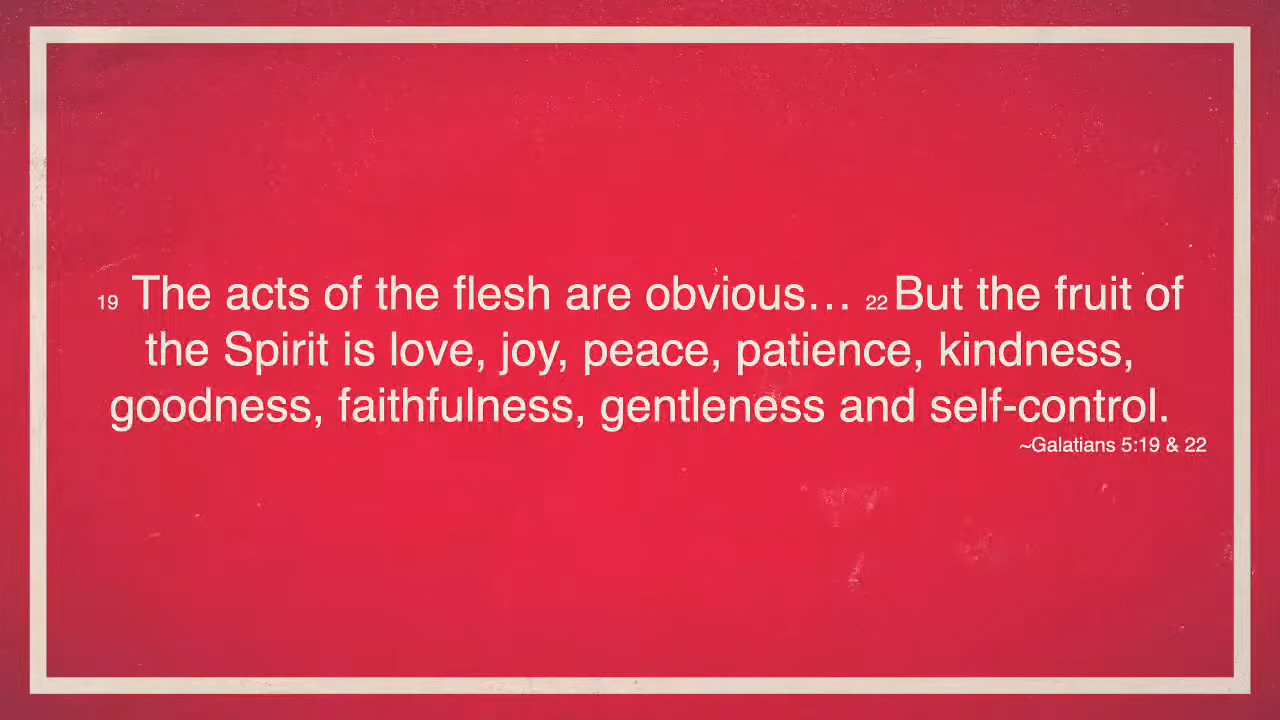 19 The acts of the flesh are obvious… 22 But the fruit of
the Spirit is love, joy, peace, patience, kindness,
goodness, faithfulness, gentleness and self-control.
~Galatians 5:19 & 22